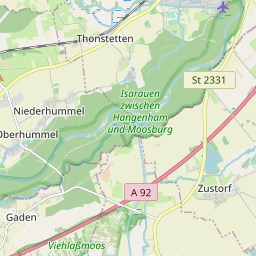 Thonstetten
St 2331
Isarauen
zwischen
Hangenham
und Moosburg
Niederhummel
Oberhummel
A 92
Zustorf
Gaden
Viehlaßmoos